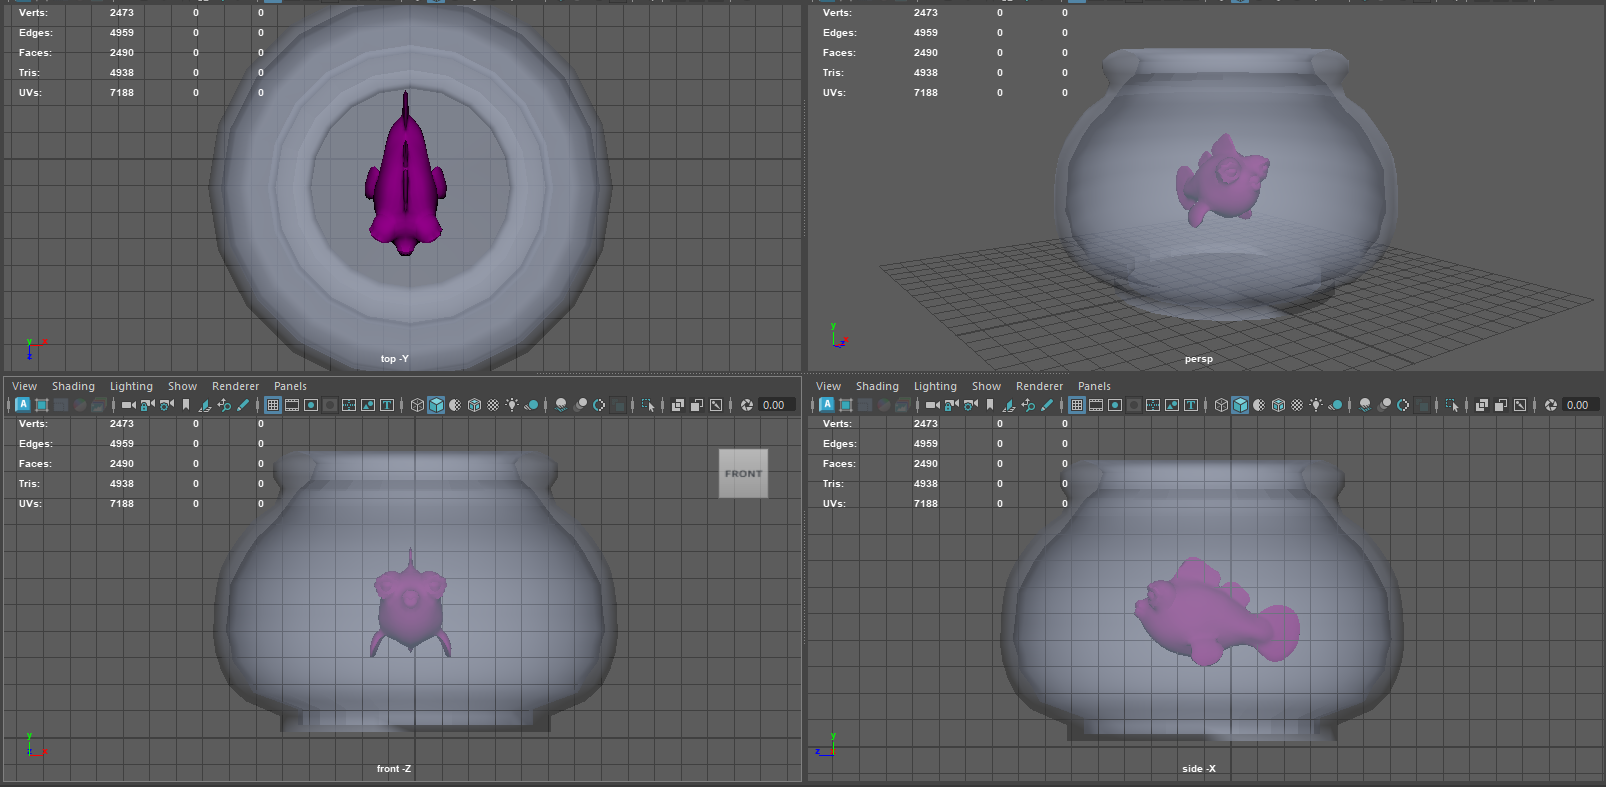 Verts: 2473 0 0
Edges: 4959 0 0
Faces: 2490 0 0
Tris: 4938 0 0
UVs: 7188 0 0
y x
z
top -Y
Verts: 2473 0 0
Edges: 4959 0 0
Faces: 2490 0 0
Tris: 4938 0 0
UVs: 7188 0 0
y
persp
View Shading Lighting Show Renderer Panels
A T 0.00
Verts: 2473 0 0
Edges: 4959 0 0
Faces: 2490 0 0
Tris: 4938 0 0
UVs: 7188 0 0
FRONT
y
z x
front -Z
View Shading Lighting Show Renderer Panels
A T 0.00
Verts: 2473 0 0
Edges: 4959 0 0
Faces: 2490 0 0
Tris: 4938 0 0
UVs: 7188 0 0
y
z x
side -X